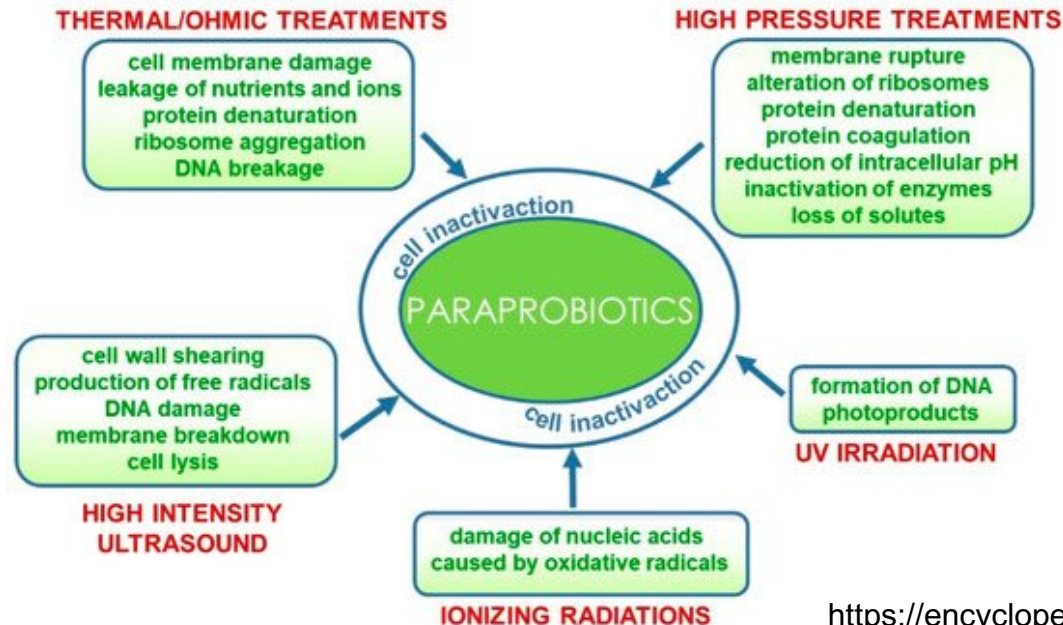 THERMAL/OHMIC TREATMENTS
cell membrane damage
leakage of nutrients and ions
protein denaturation
ribosome aggregation
DNA breakage
HIGH PRESSURE TREATMENTS
membrane rupture
alteration of ribosomes
protein denaturation
protein coagulation
reduction of intracellular pH
inactivation of enzymes
loss of solutes
cell inactivaction
PARAPROBIOTICS
cell inactivaction
cell wall shearing
production of free radicals
DNA damage
membrane breakdown
cell lysis
HIGH INTENSITY
ULTRASOUND
formation of DNA
photoproducts
UV IRRADIATION
damage of nucleic acids
caused by oxidative radicals
IONIZING RADIATIONS
https://encyclope